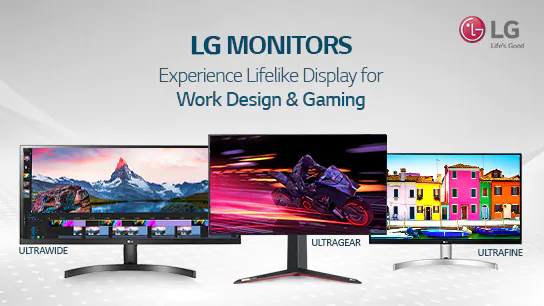 LG MONITORS
LG
Life's Good
Experience Lifelike Display for
Work Design & Gaming
ULTRAWIDE
ULTRAGEAR
ULTRAFINE